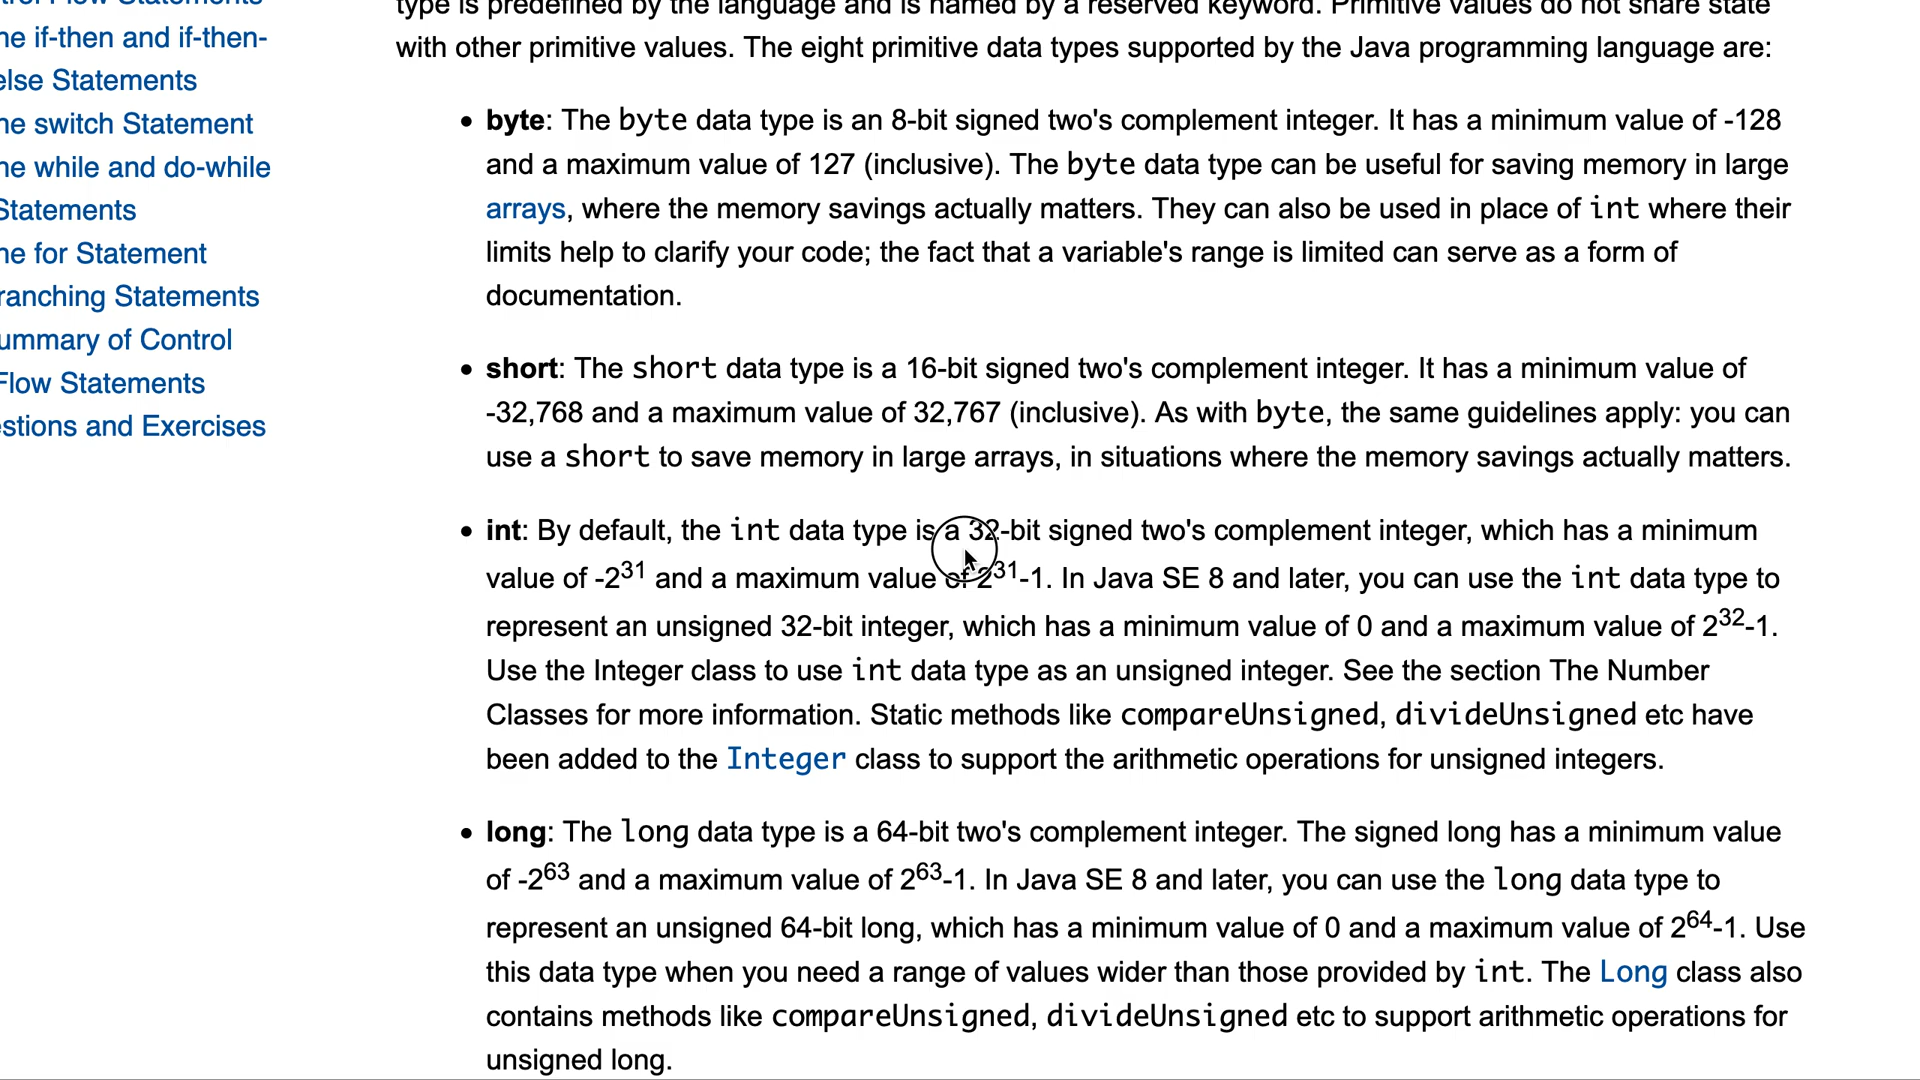 ne if-then and if-then-
else Statements
ne switch Statement
ne while and do-while
Statements
ne for Statement
ranching Statements
ummary of Control
Flow Statements
estions and Exercises
type is predefined by the language and is named by a reserved keyword. Primitive values do not share state
with other primitive values. The eight primitive data types supported by the Java programming language are:
• byte: The byte data type is an 8-bit signed two's complement integer. It has a minimum value of -128
and a maximum value of 127 (inclusive). The byte data type can be useful for saving memory in large
arrays, where the memory savings actually matters. They can also be used in place of int where their
limits help to clarify your code; the fact that a variable's range is limited can serve as a form of
documentation.
• short: The short data type is a 16-bit signed two's complement integer. It has a minimum value of
-32,768 and a maximum value of 32,767 (inclusive). As with byte, the same guidelines apply: you can
use a short to save memory in large arrays, in situations where the memory savings actually matters.
• int: By default, the int data type is a 32-bit signed two's complement integer, which has a minimum
value of -2³¹ and a maximum value of 2³¹-1. In Java SE 8 and later, you can use the int data type to
represent an unsigned 32-bit integer, which has a minimum value of 0 and a maximum value of 2³²-1.
Use the Integer class to use int data type as an unsigned integer. See the section The Number
Classes for more information. Static methods like compareUnsigned, divideUnsigned etc have
been added to the Integer class to support the arithmetic operations for unsigned integers.
• long: The long data type is a 64-bit two's complement integer. The signed long has a minimum value
of -2⁶³ and a maximum value of 2⁶³-1. In Java SE 8 and later, you can use the long data type to
represent an unsigned 64-bit long, which has a minimum value of 0 and a maximum value of 2⁶⁴-1. Use
this data type when you need a range of values wider than those provided by int. The Long class also
contains methods like compareUnsigned, divideUnsigned etc to support arithmetic operations for
unsigned long.